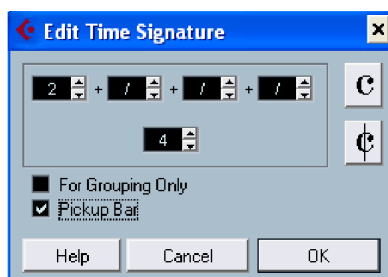 Edit Time Signature
2 + / + / + /
4
For Grouping Only
Pickup Bar
Help Cancel OK